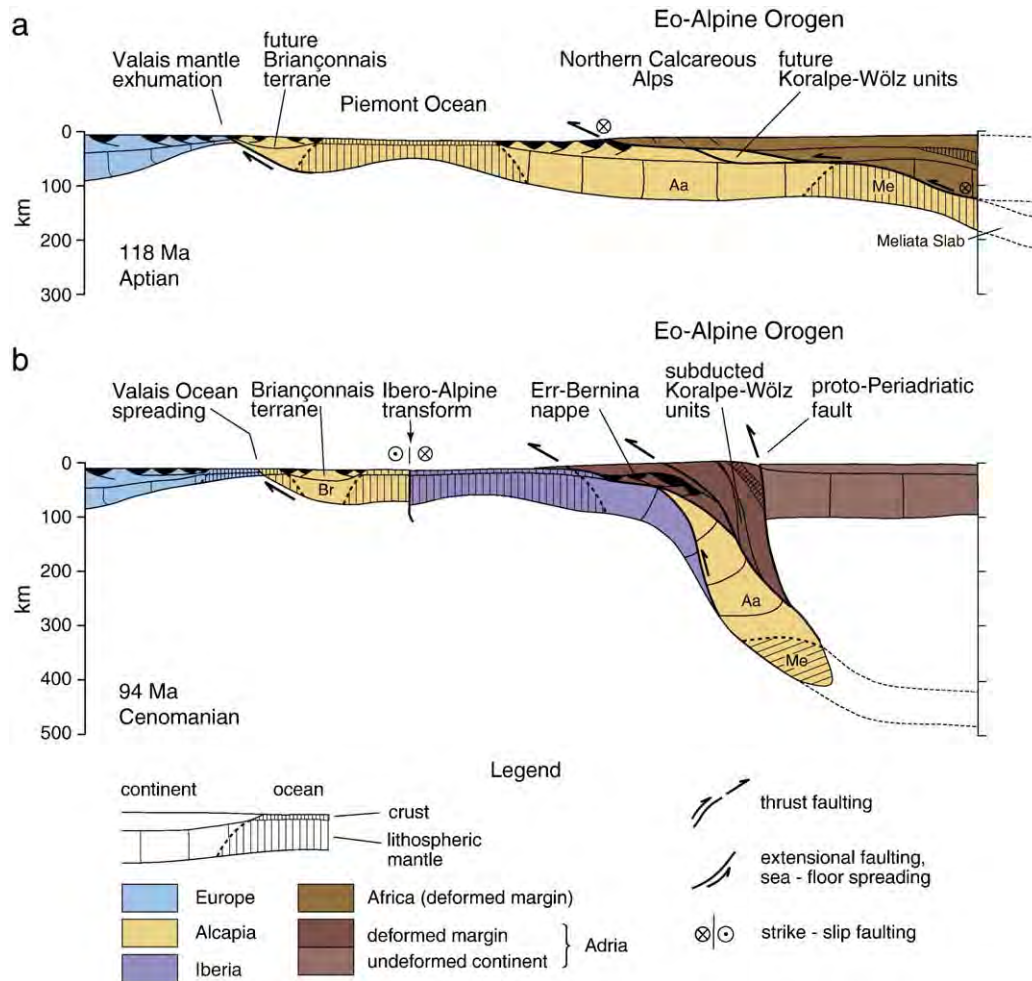 a
Eo-Alpine Orogen
Valais mantle
exhumation
future
Briançonnais
terrane
Piemont Ocean
Northern Calcareous
Alps
future
Koralpe-Wölz units
0
100
200
300
km
Aa
Me
Meliata Slab
118 Ma
Aptian
b
Eo-Alpine Orogen
Valais Ocean
spreading
Briançonnais
terrane
Ibero-Alpine
transform
Err-Bernina
nappe
subducted
Koralpe-Wölz
units
proto-Periadriatic
fault
0
100
200
300
400
500
km
Br
Aa
Me
94 Ma
Cenomanian
Legend
continent
ocean
crust
lithospheric
mantle
Europe
Alcapia
Iberia
Africa (deformed margin)
deformed margin
undeformed continent
Adria
thrust faulting
extensional faulting,
sea - floor spreading
strike - slip faulting